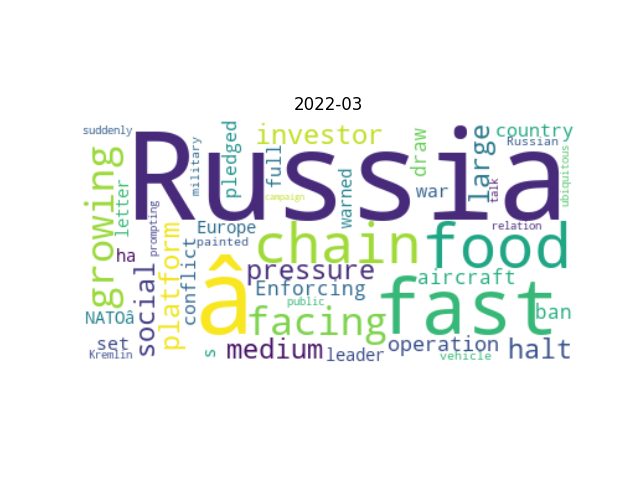 2022-03
suddenly
Russia
growing
letter
military
pledged
investor
full
campaign
warned
draw
war
large
talk
country
Russian
ubiquitous
relation
ha
prompting
Europe
painted
chain
food
platform
conflict
â
pressure
Enforcing
public
aircraft
fast
ban
NATOâ
social
facing
set
Kremlin
s
medium
leader
operation
vehicle
halt